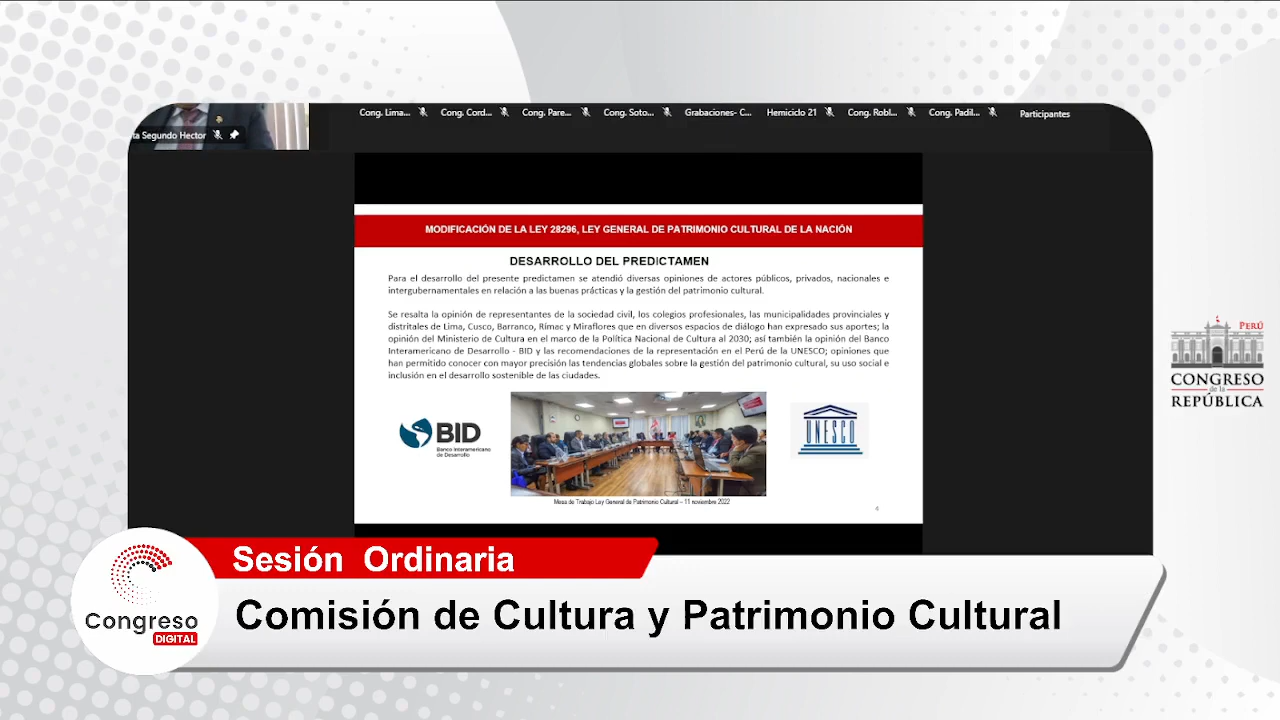 Cong. Lima... Cong. Cord... Cong. Pare... Cong. Soto... Grabaciones- C... Hemiciclo 21 Cong. Robl... Cong. Padil... Participantes
ta Segundo Hector
MODIFICACIÓN DE LA LEY 28296, LEY GENERAL DE PATRIMONIO CULTURAL DE LA NACIÓN
DESARROLLO DEL PREDICTAMEN
Para el desarrollo del presente predictamen se atendió diversas opiniones de actores públicos, privados, nacionales e
intergubernamentales en relación a las buenas prácticas y la gestión del patrimonio cultural.
Se resalta la opinión de representantes de la sociedad civil, los colegios profesionales, las municipalidades provinciales y
distritales de Lima, Cusco, Barranco, Rímac y Miraflores que en diversos espacios de diálogo han expresado sus aportes; la
opinión del Ministerio de Cultura en el marco de la Política Nacional de Cultura al 2030; así también la opinión del Banco
Interamericano de Desarrollo - BID y las recomendaciones de la representación en el Perú de la UNESCO; opiniones que
han permitido conocer con mayor precisión las tendencias globales sobre la gestión del patrimonio cultural, su uso social e
inclusión en el desarrollo sostenible de las ciudades.
BID
Banco Interamericano
de Desarrollo
UNESCO
Mesa de Trabajo Ley General de Patrimonio Cultural – 11 noviembre 2022
PERÚ
CONGRESO
de la
REPÚBLICA
Sesión Ordinaria
Comisión de Cultura y Patrimonio Cultural
Congreso
DIGITAL